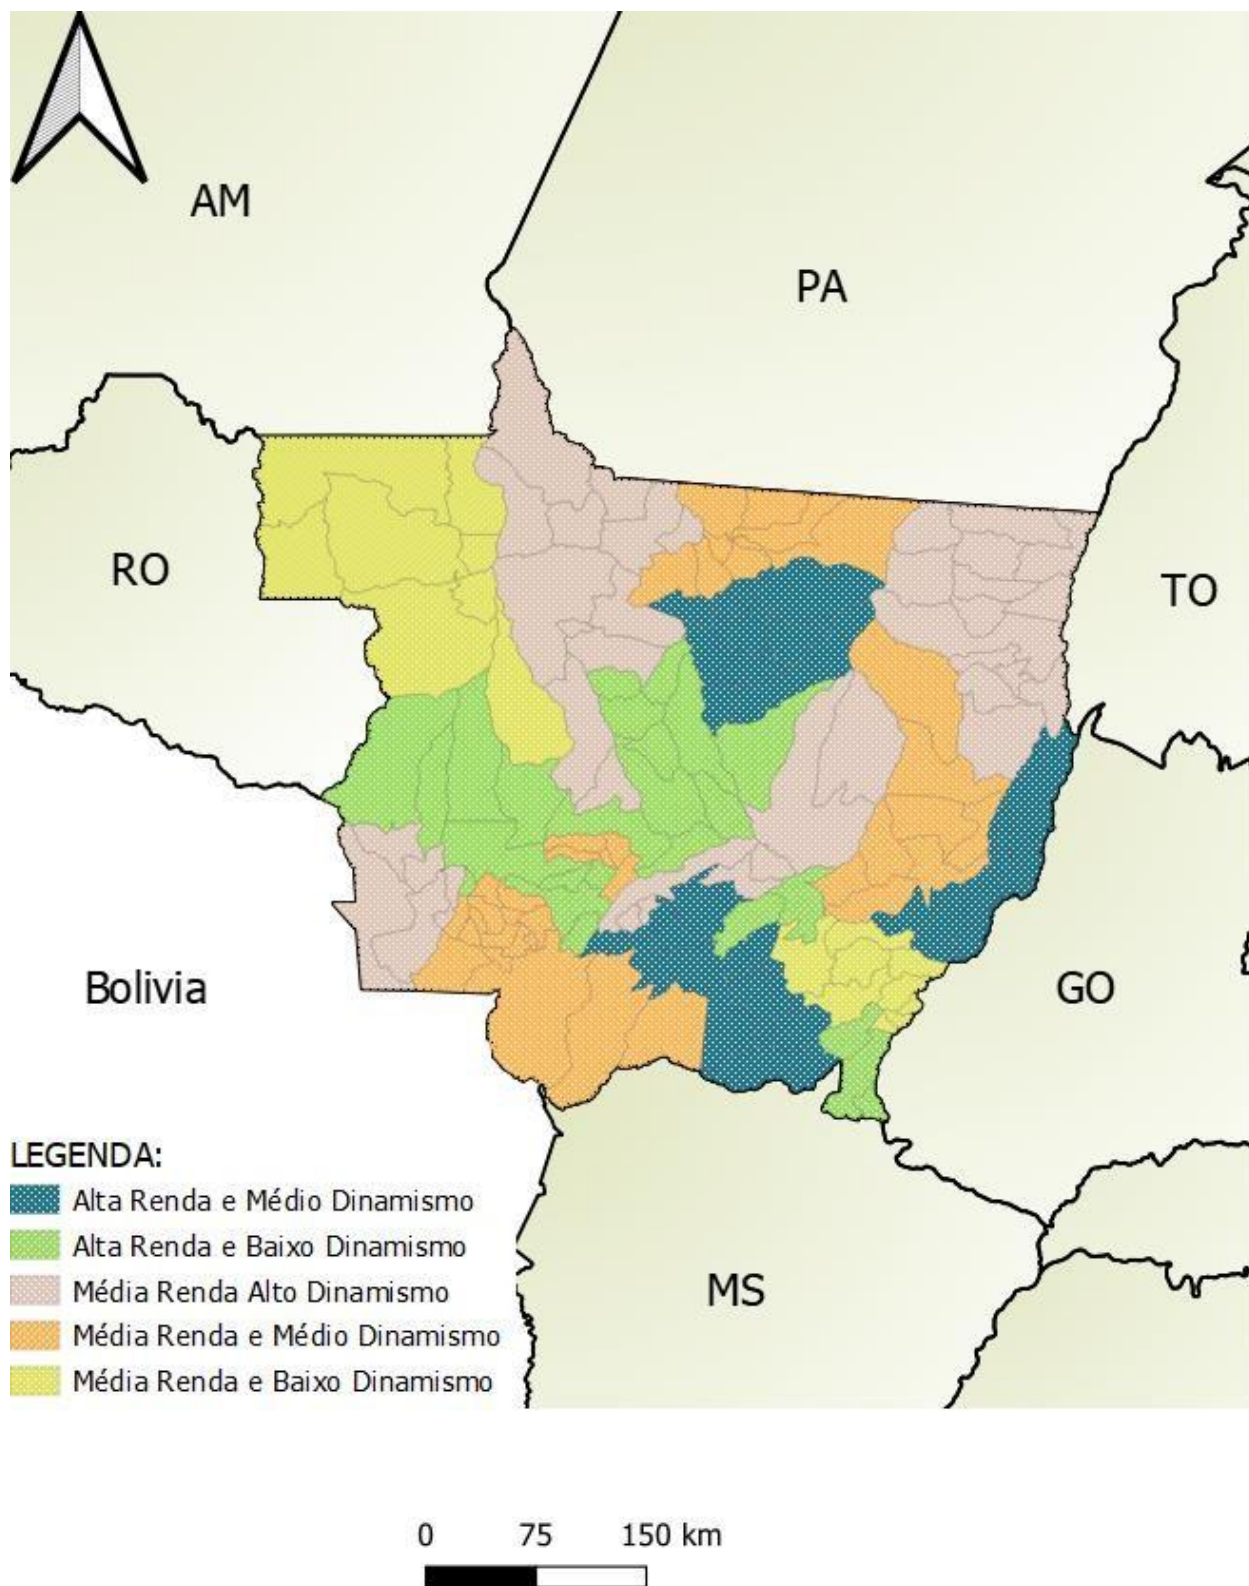 AM
PA
RO
TO
Bolivia
GO
LEGENDA:
Alta Renda e Médio Dinamismo
Alta Renda e Baixo Dinamismo
Média Renda Alto Dinamismo
MS
Média Renda e Médio Dinamismo
Média Renda e Baixo Dinamismo
0 75 150 km